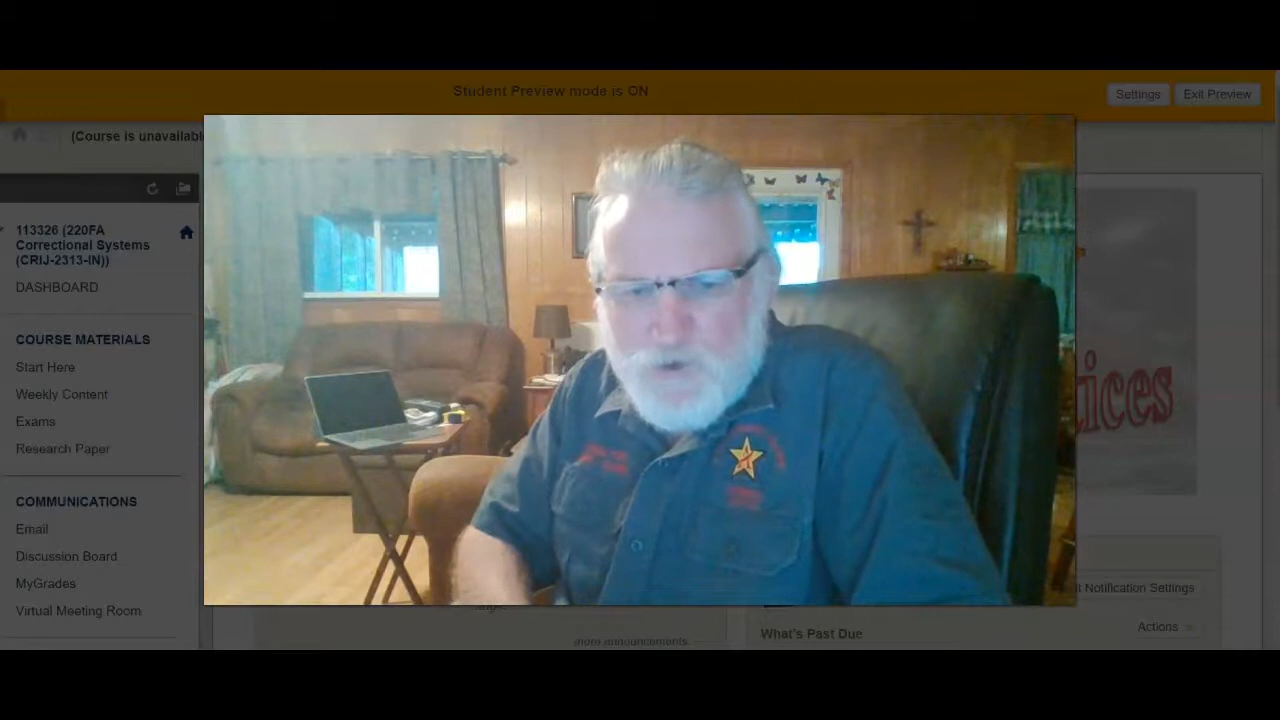 Student Preview mode is ON
Settings
Exit Preview
(Course is unavailabl
113326 (220FA
Correctional Systems
(CRIJ-2313-IN))
DASHBOARD
COURSE MATERIALS
Start Here
Weekly Content
Exams
Research Paper
COMMUNICATIONS
Email
Discussion Board
MyGrades
Virtual Meeting Room
ices
more announcements.
t Notification Settings
Actions
What's Past Due